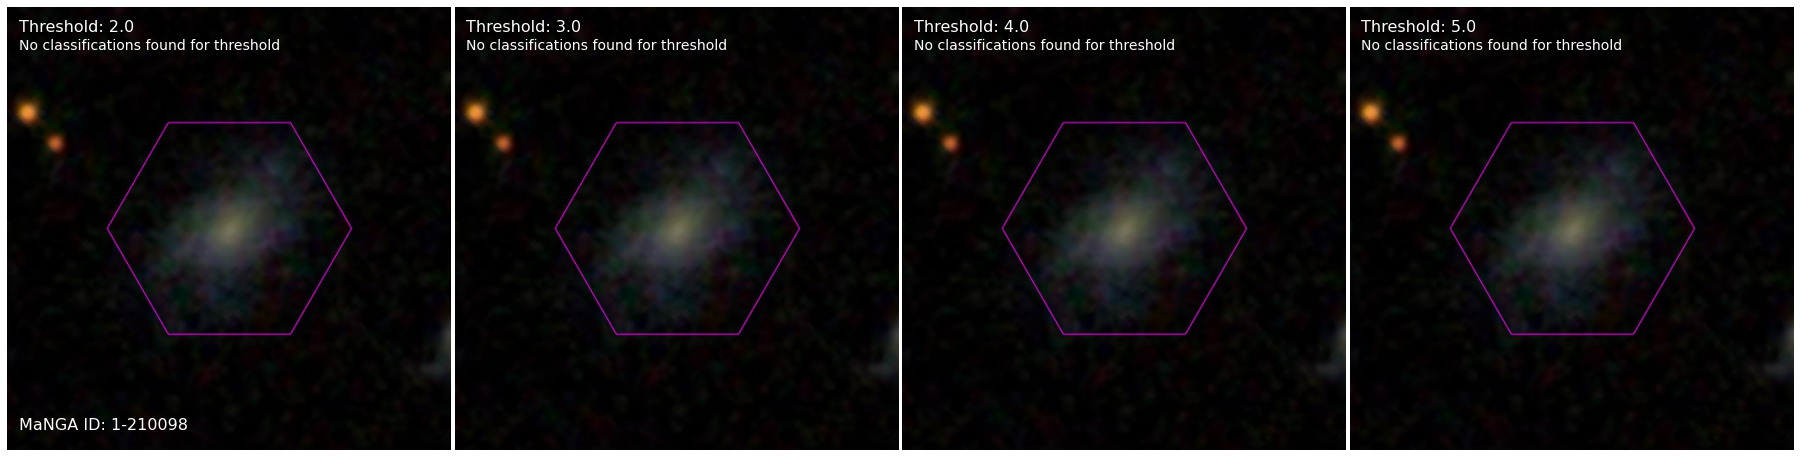 Threshold: 2.0
No classifications found for threshold
MaNGA ID: 1-210098
Threshold: 3.0
No classifications found for threshold
Threshold: 4.0
No classifications found for threshold
Threshold: 5.0
No classifications found for threshold